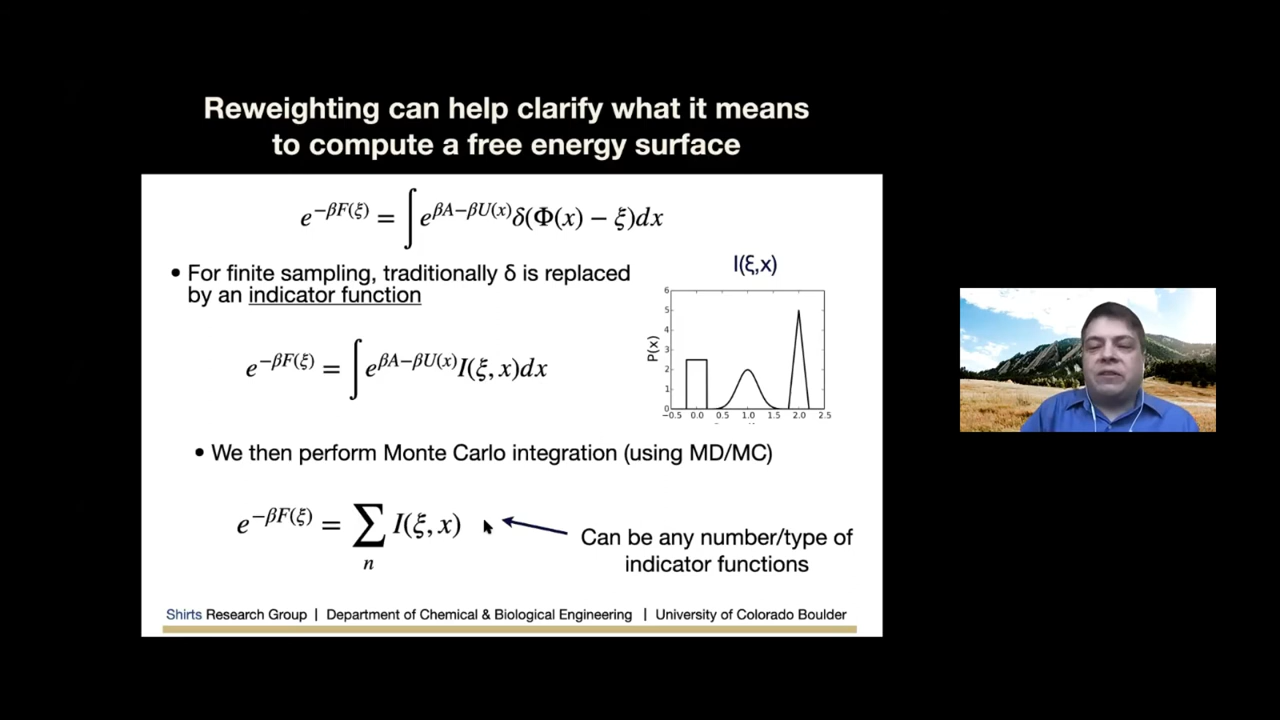 Reweighting can help clarify what it means
to compute a free energy surface
e^{-βF(ξ)} = ∫ e^{βA-βU(x)} δ(Φ(x) − ξ)dx
• For finite sampling, traditionally δ is replaced
by an indicator function
I(ξ,x)
6
5
4
3
2
1
0
P(x)
−0.5 0.0 0.5 1.0 1.5 2.0 2.5
e^{-βF(ξ)} = ∫ e^{βA-βU(x)} I(ξ, x)dx
• We then perform Monte Carlo integration (using MD/MC)
e^{-βF(ξ)} = ∑ I(ξ, x)
n
Can be any number/type of
indicator functions
Shirts Research Group | Department of Chemical & Biological Engineering | University of Colorado Boulder